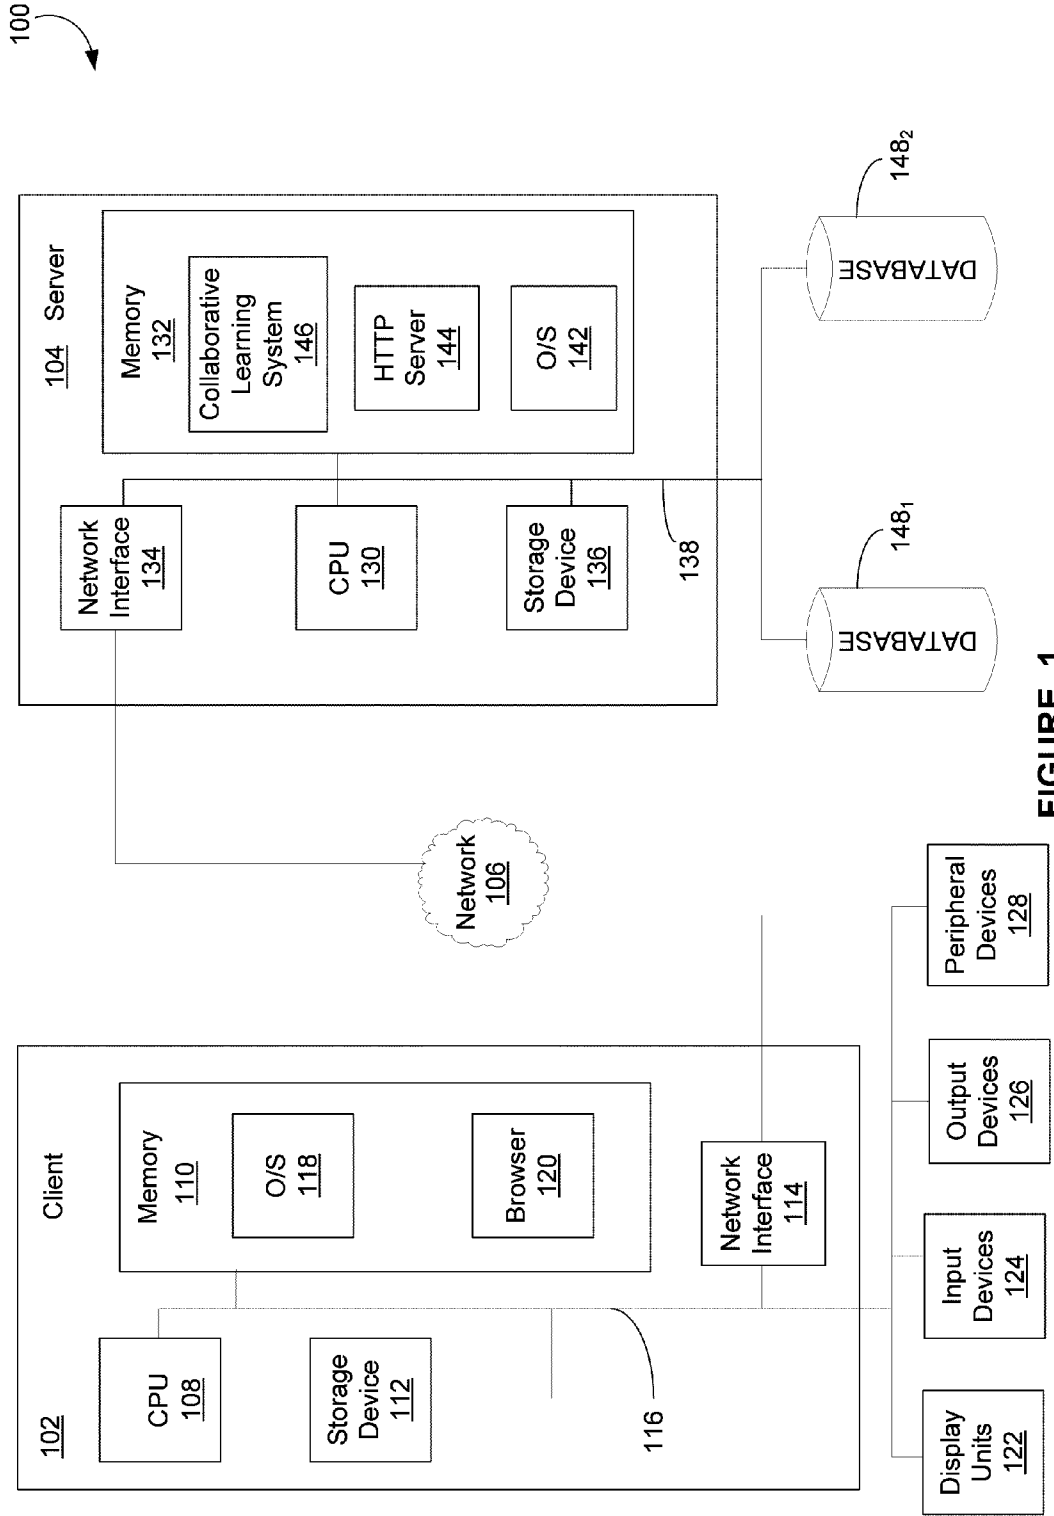 100
102
Client
CPU
108
Memory
110
O/S
118
Browser
120
Storage
Device
112
Network
Interface
114
116
Display
Units
122
Input
Devices
124
Output
Devices
126
Peripheral
Devices
128
Network
106
104 Server
Network
Interface
134
Memory
132
Collaborative
Learning
System
146
HTTP
Server
144
O/S
142
CPU
130
Storage
Device
136
138
DATABASE
148₁
DATABASE
148₂
FIGURE 1